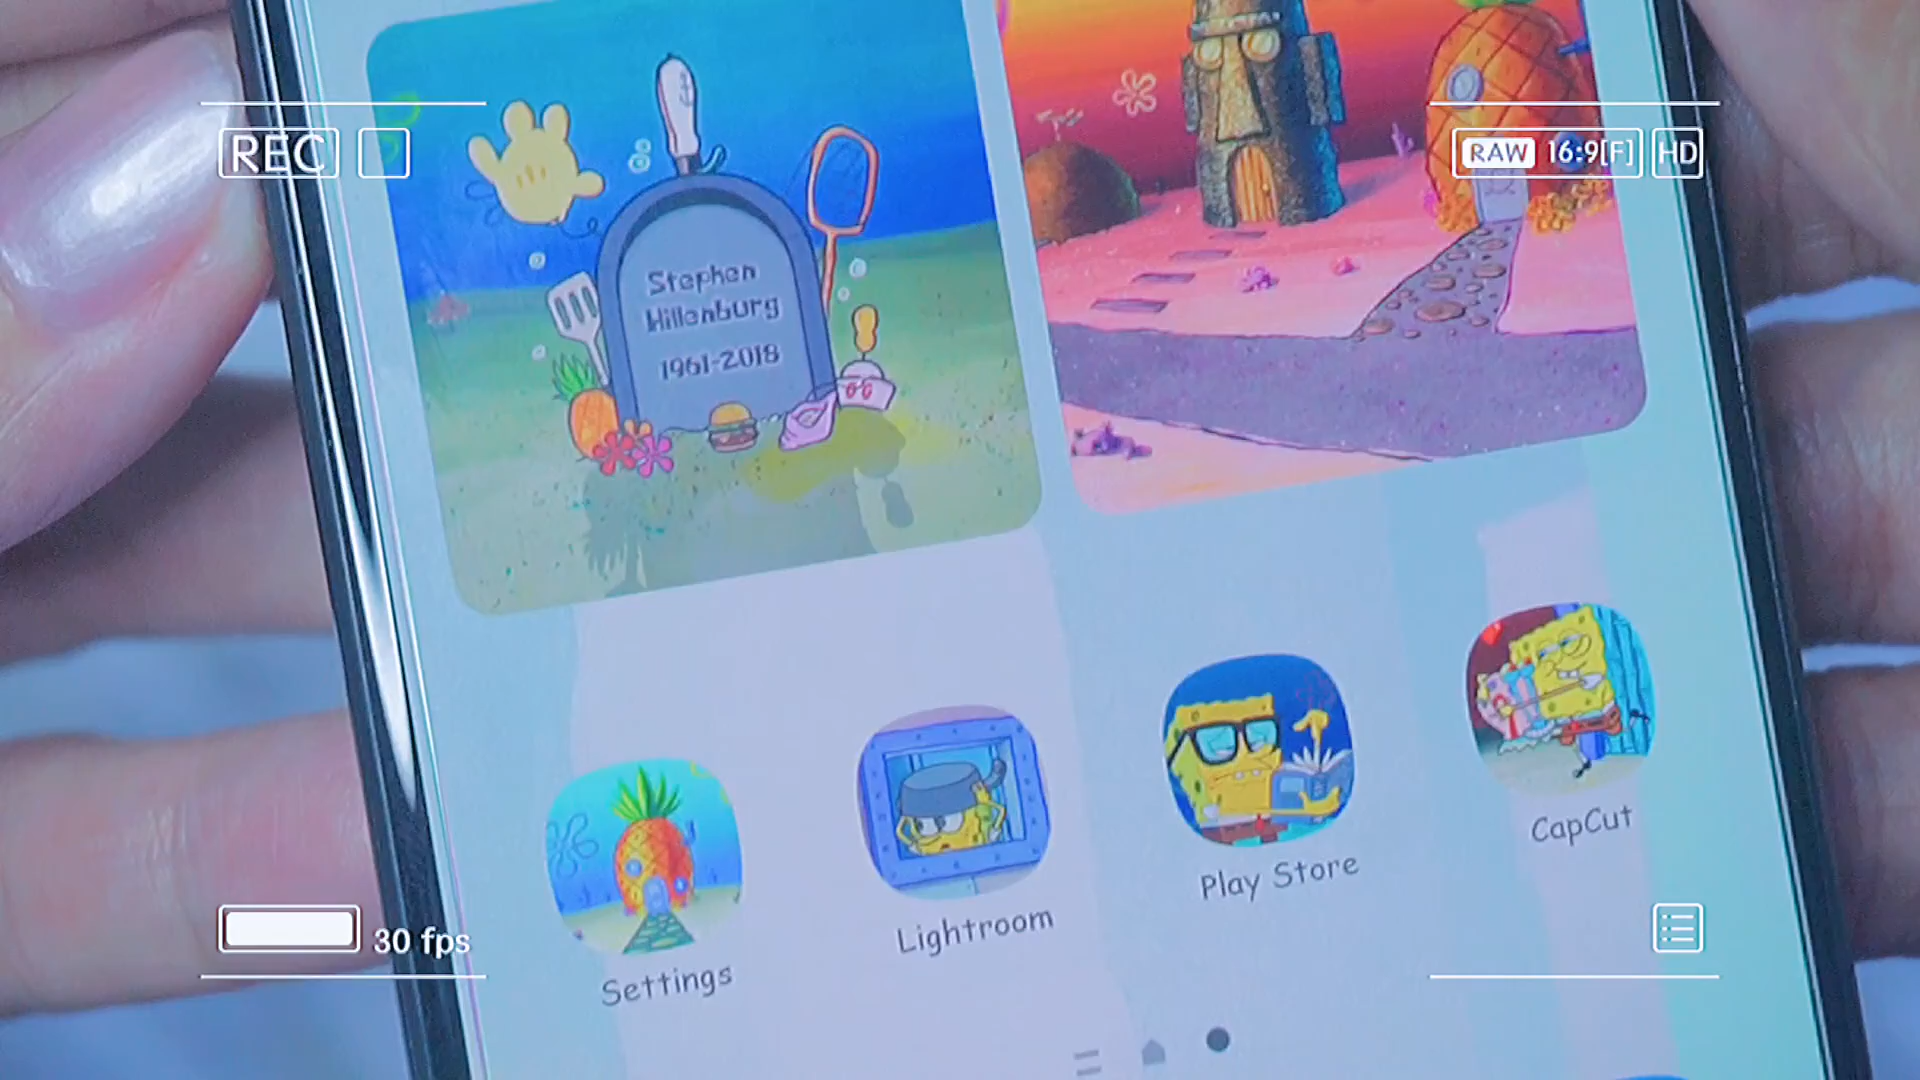 REC
RAW 16:9[F] HD
Stephen
Hillenburg
1961-2018
CapCut
Play Store
Lightroom
Settings
30 fps